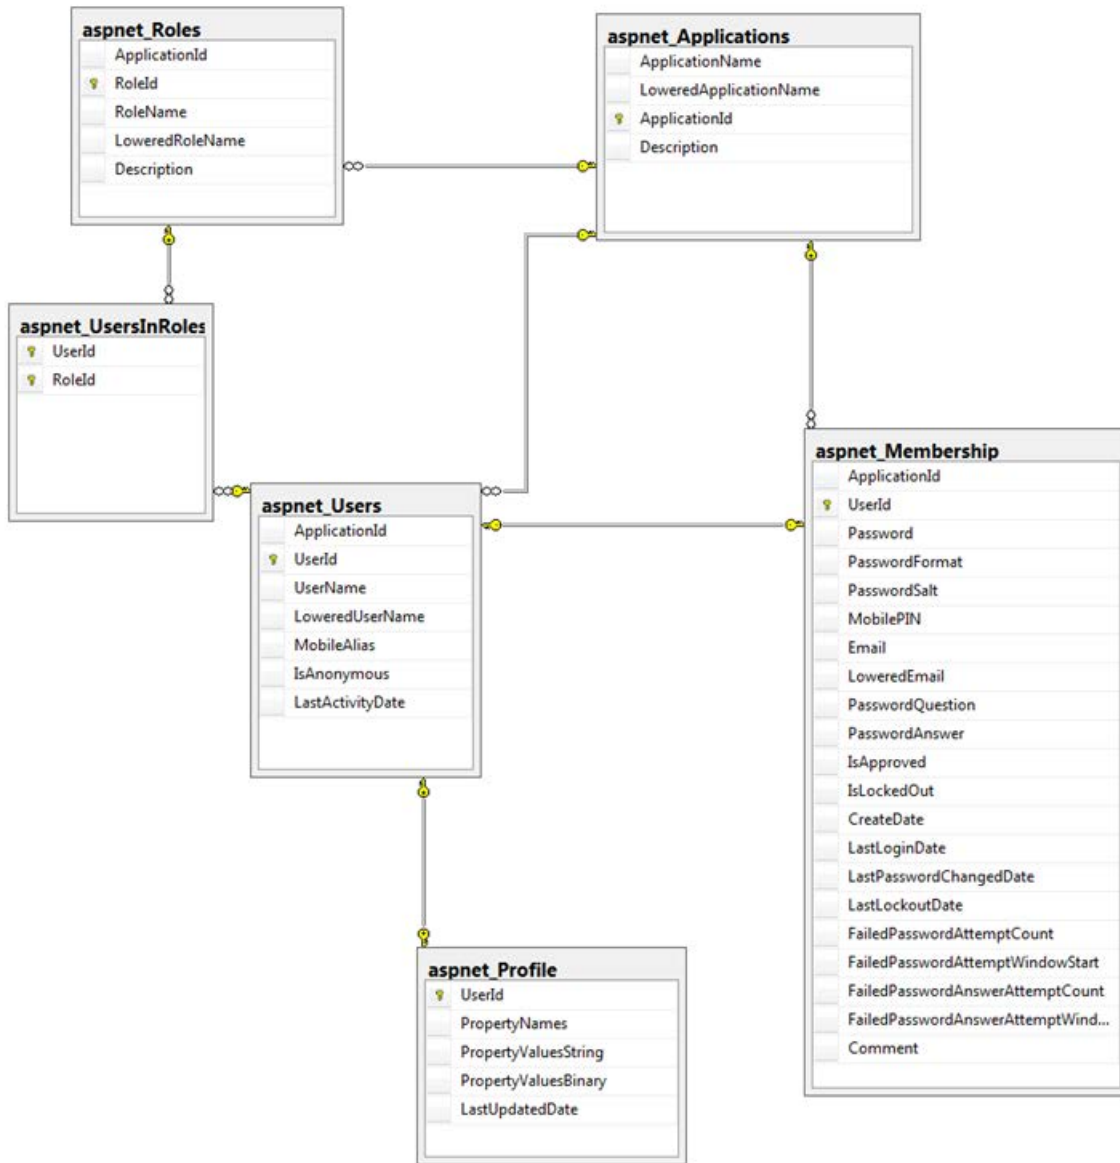 aspnet_Roles
ApplicationId
RoleId
RoleName
LoweredRoleName
Description
aspnet_Applications
ApplicationName
LoweredApplicationName
ApplicationId
Description
aspnet_UsersInRoles
UserId
RoleId
aspnet_Users
ApplicationId
UserId
UserName
LoweredUserName
MobileAlias
IsAnonymous
LastActivityDate
aspnet_Membership
ApplicationId
UserId
Password
PasswordFormat
PasswordSalt
MobilePIN
Email
LoweredEmail
PasswordQuestion
PasswordAnswer
IsApproved
IsLockedOut
CreateDate
LastLoginDate
LastPasswordChangedDate
LastLockoutDate
FailedPasswordAttemptCount
FailedPasswordAttemptWindowStart
FailedPasswordAnswerAttemptCount
FailedPasswordAnswerAttemptWind...
Comment
aspnet_Profile
UserId
PropertyNames
PropertyValuesString
PropertyValuesBinary
LastUpdatedDate